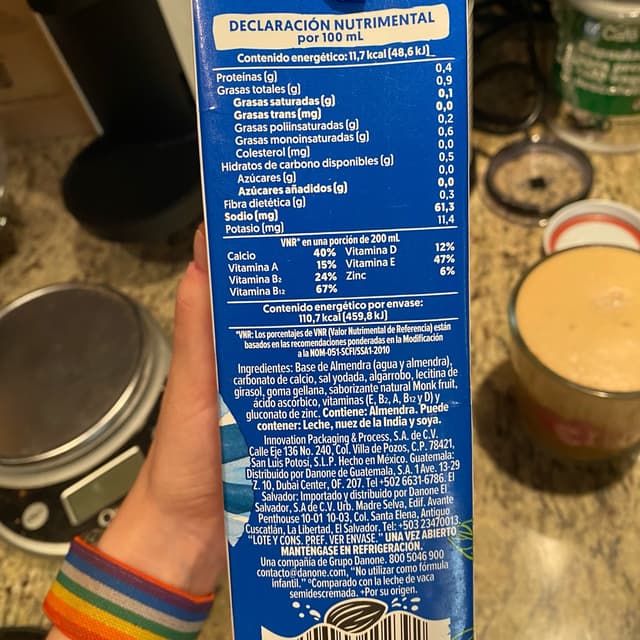 DECLARACIÓN NUTRIMENTAL
por 100 mL
Contenido energético: 11,7 kcal (48,6 kJ)
Proteínas (g) 0,4
Grasas totales (g) 0,9
Grasas saturadas (g) 0,1
Grasas trans (mg) 0,0
Grasas poliinsaturadas (g) 0,2
Grasas monoinsaturadas (g) 0,6
Colesterol (mg) 0,0
Hidratos de carbono disponibles (g) 0,5
Azúcares (g) 0,0
Azúcares añadidos (g) 0,0
Fibra dietética (g) 0,3
Sodio (mg) 61,3
Potasio (mg) 11,4
VNR* en una porción de 200 mL
Calcio 40% Vitamina D 12%
Vitamina A 15% Vitamina E 47%
Vitamina B2 24% Zinc 6%
Vitamina B12 67%
Contenido energético por envase:
110,7 kcal (459,8 kJ)
*VNR: Los porcentajes de VNR (Valor Nutrimental de Referencia) están
basados en las recomendaciones ponderadas en la Modificación
a la NOM-051-SCFI/SSA1-2010
Ingredientes: Base de Almendra (agua y almendra),
carbonato de calcio, sal yodada, algarrobo, lecitina de
girasol, goma gellana, saborizante natural Monk fruit,
ácido ascórbico, vitaminas (E, B2, A, B12 y D) y
gluconato de zinc. Contiene: Almendra. Puede
contener: Leche, nuez de la India y soya.
Innovation Packaging & Process, S.A. de C.V.
Calle Eje 136 No. 240, Col. Villa de Pozos, C.P. 78421,
San Luis Potosí, S.L.P. Hecho en México. Guatemala:
Distribuido por Danone de Guatemala, S.A. 1 Ave. 13-29
Z. 10, Dubai Center, OF. 207. Tel +502 6631-6786. El
Salvador: Importado y distribuido por Danone El
Salvador, S.A de C.V. Urb. Madre Selva, Edif. Avante
Penthouse 10-01 10-03, Col. Santa Elena, Antiguo
Cuscatlán, La Libertad, El Salvador. Tel: +503 23470013.
"LOTE Y CONS. PREF. VER ENVASE." UNA VEZ ABIERTO
MANTÉNGASE EN REFRIGERACIÓN.
Una compañía de Grupo Danone. 800 5046 900
contacto@danone.com, "No utilizar como fórmula
infantil." °Comparado con la leche de vaca
semidescremada. +Por su origen.